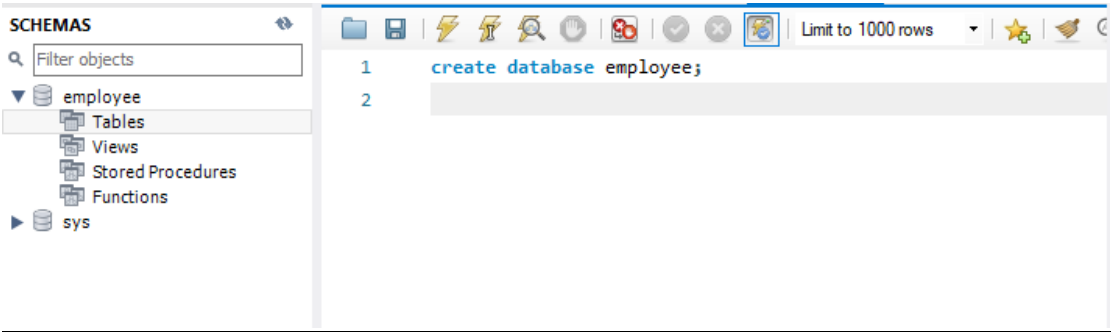 SCHEMAS
Filter objects
employee
Tables
Views
Stored Procedures
Functions
sys
Limit to 1000 rows
1 create database employee;
2